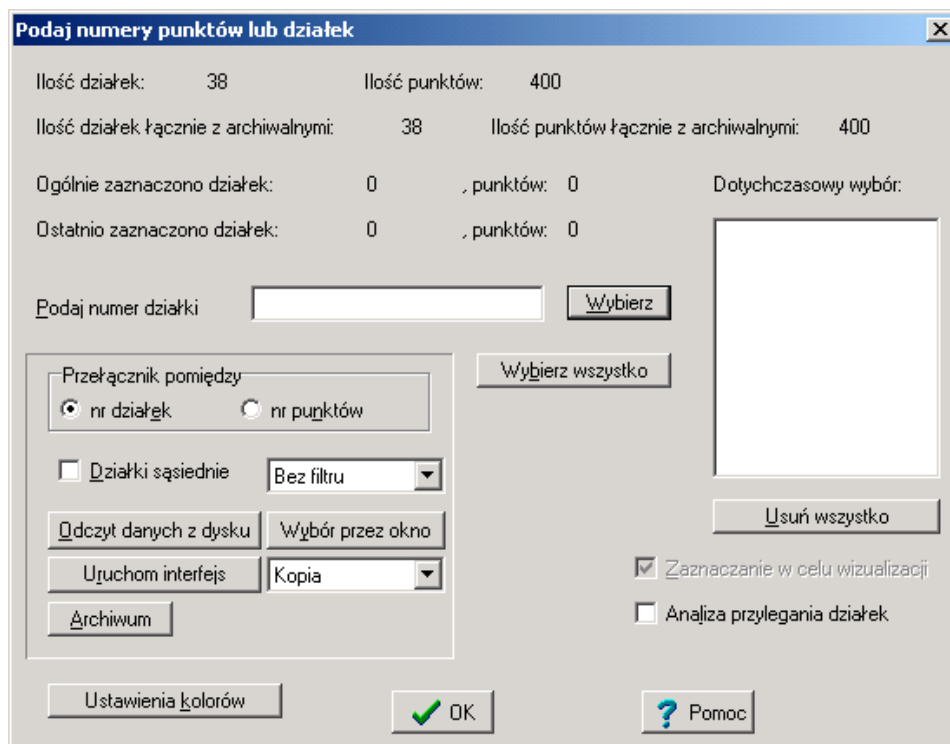 Podaj numery punktów lub działek
Ilość działek: 38 Ilość punktów: 400
Ilość działek łącznie z archiwalnymi: 38 Ilość punktów łącznie z archiwalnymi: 400
Ogólnie zaznaczono działek: 0 , punktów: 0 Dotychczasowy wybór:
Ostatnio zaznaczono działek: 0 , punktów: 0
Podaj numer działki Wybierz
Wybierz wszystko
Przełącznik pomiędzy
nr działek nr punktów
Działki sąsiednie Bez filtru
Usuń wszystko
Odczyt danych z dysku Wybór przez okno
Uruchom interfejs Kopia Zaznaczanie w celu wizualizacji
Archiwum Analiza przylegania działek
Ustawienia kolorów OK Pomoc